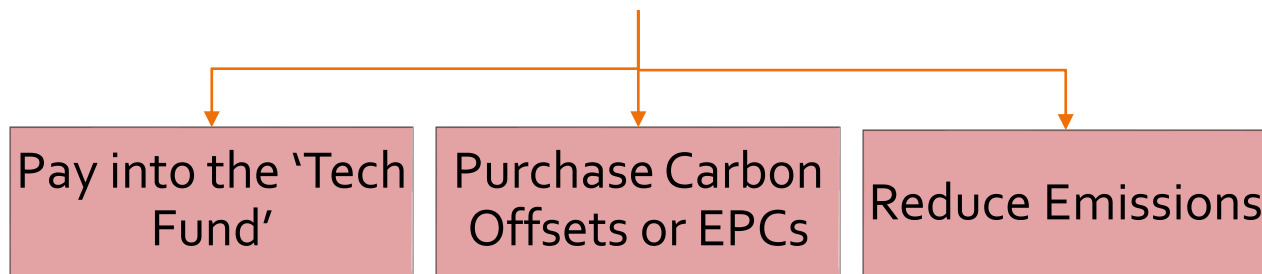 Pay into the ‘Tech
Fund’
Purchase Carbon
Offsets or EPCs
Reduce Emissions